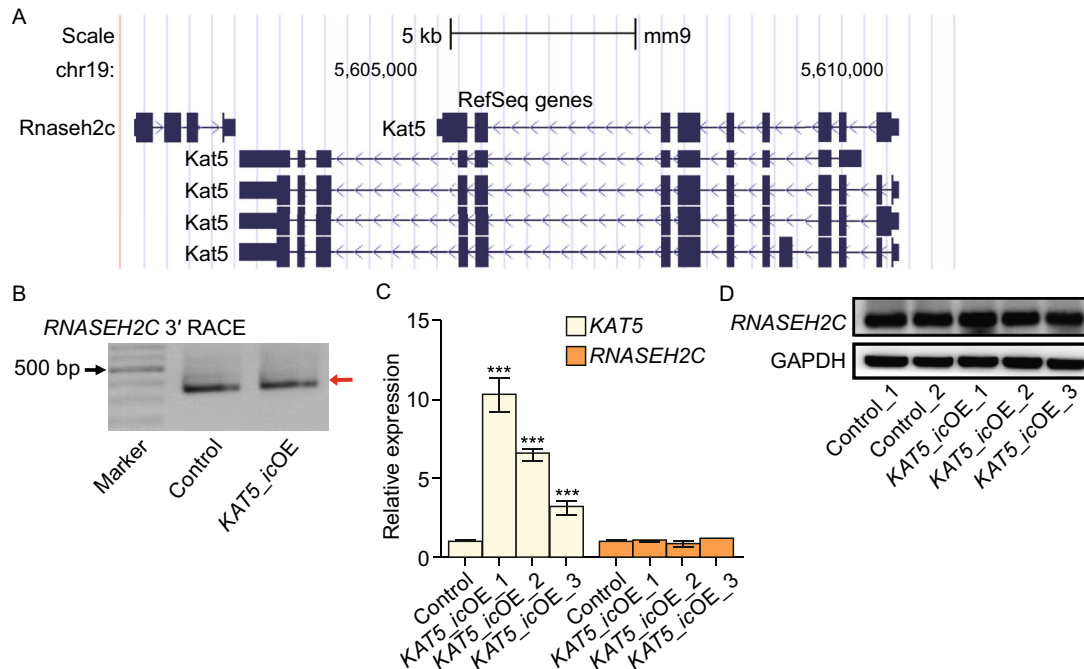 A
Scale
5 kb
mm9
chr19:
5,605,000
5,610,000
RefSeq genes
Rnaseh2c
Kat5
Kat5
Kat5
Kat5
Kat5
B
RNASEH2C 3′ RACE
500 bp
Marker
Control
KAT5_icOE
C
15
10
5
0
Relative expression
KAT5
RNASEH2C
***
***
***
Control
KAT5_icOE_1
KAT5_icOE_2
KAT5_icOE_3
Control
KAT5_icOE_1
KAT5_icOE_2
KAT5_icOE_3
D
RNASEH2C
GAPDH
Control_1
Control_2
KAT5_icOE_1
KAT5_icOE_2
KAT5_icOE_3